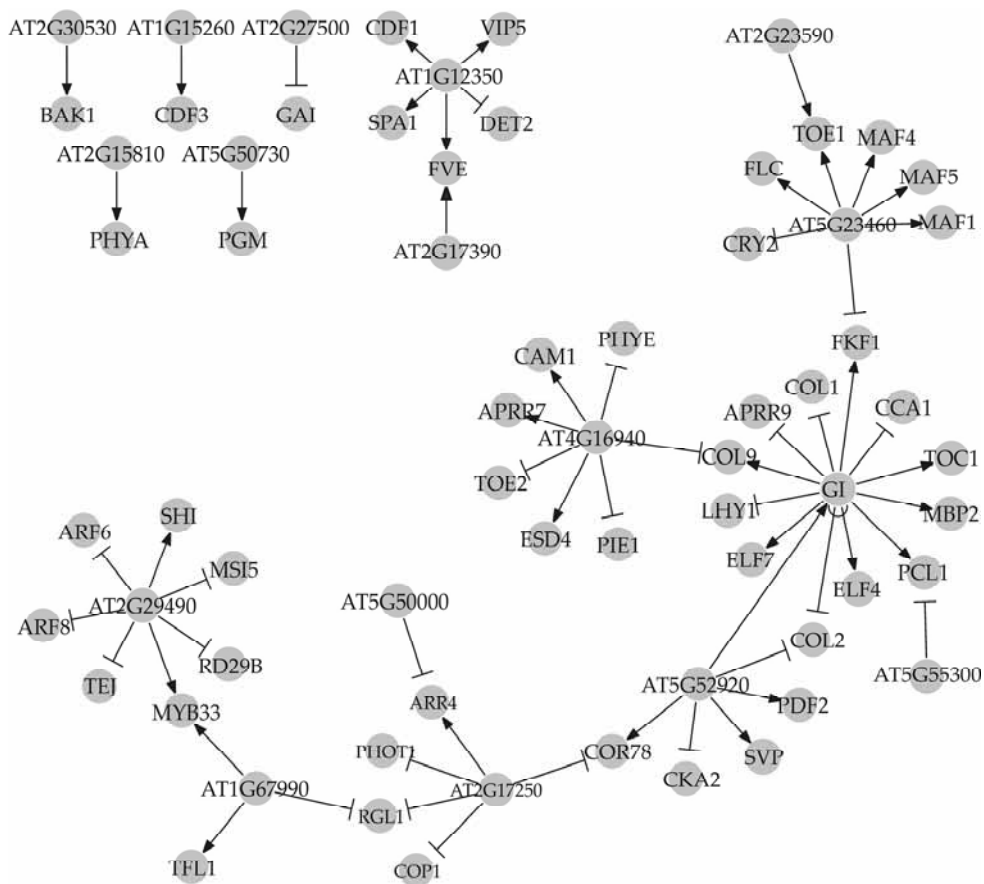 AT2G30530
AT1G15260
AT2G27500
CDF1
VIP5
AT2G23590
AT1G12350
BAK1
CDF3
GAI
SPA1
DET2
TOE1
MAF4
AT2G15810
AT5G50730
FVE
FLC
MAF5
PHYA
PGM
AT2G17390
CRY2
AT5G23460
MAF1
PHYE
FKF1
CAM1
COL1
APRR7
APRR9
CCA1
AT4G16940
COL9
TOC1
TOE2
GI
LHY1
MBP2
SHI
ARF6
ESD4
PIE1
ELF7
MSI5
PCL1
ELF4
AT2G29490
AT5G50000
ARF8
COL2
RD29B
TEJ
AT5G52920
AT5G55300
MYB33
ARR4
PDF2
PHOT1
COR78
SVP
CKA2
AT1G67990
AT2G17250
RGL1
TFL1
COP1